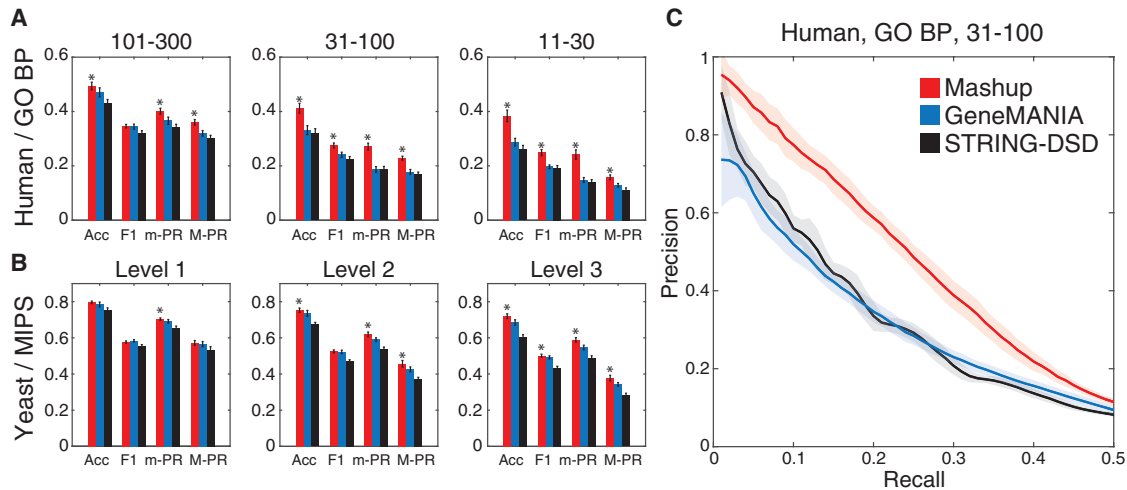 A
101-300
31-100
11-30
Human / GO BP
0.6
0.4
0.2
0
Acc F1 m-PR M-PR
*
*
*
0.6
0.4
0.2
0
Acc F1 m-PR M-PR
*
*
*
*
0.6
0.4
0.2
0
Acc F1 m-PR M-PR
*
*
*
*
B
Level 1
Level 2
Level 3
Yeast / MIPS
0.8
0.6
0.4
0.2
0
Acc F1 m-PR M-PR
*
0.8
0.6
0.4
0.2
0
Acc F1 m-PR M-PR
*
*
*
0.8
0.6
0.4
0.2
0
Acc F1 m-PR M-PR
*
*
*
*
C
Human, GO BP, 31-100
Mashup
GeneMANIA
STRING-DSD
Precision
1
0.8
0.6
0.4
0.2
0
0 0.1 0.2 0.3 0.4 0.5
Recall